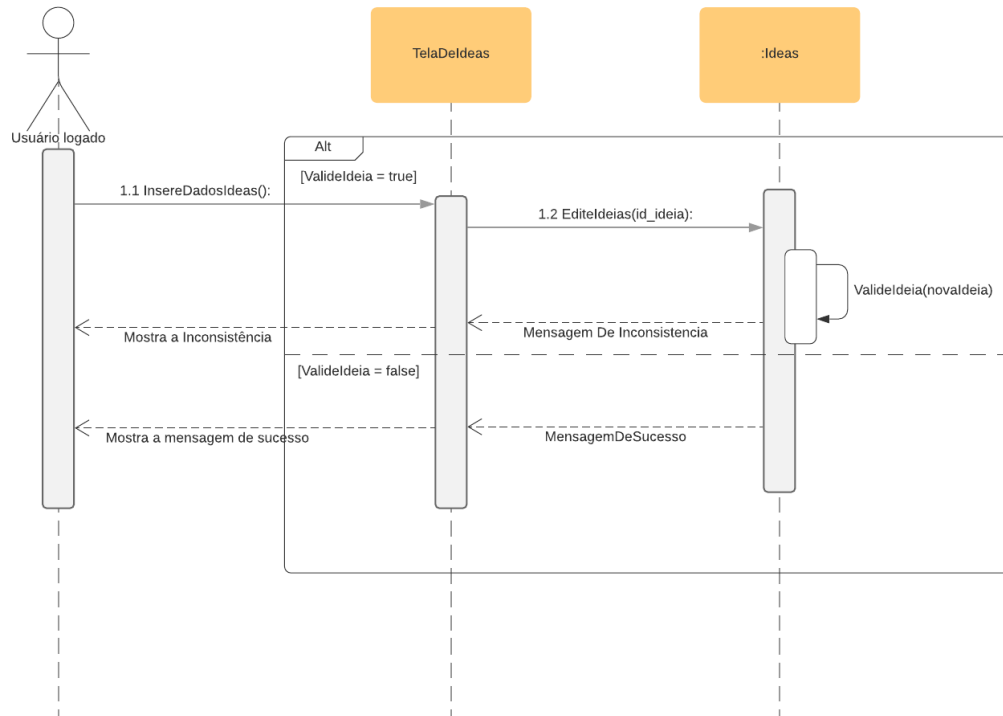 TelaDeIdeas
:Ideas
Usuário logado
Alt
[ValideIdeia = true]
1.1 InsereDadosIdeas():
1.2 EditeIdeias(id_ideia):
ValideIdeia(novaIdeia)
Mostra a Inconsistência
Mensagem De Inconsistencia
[ValideIdeia = false]
Mostra a mensagem de sucesso
MensagemDeSucesso